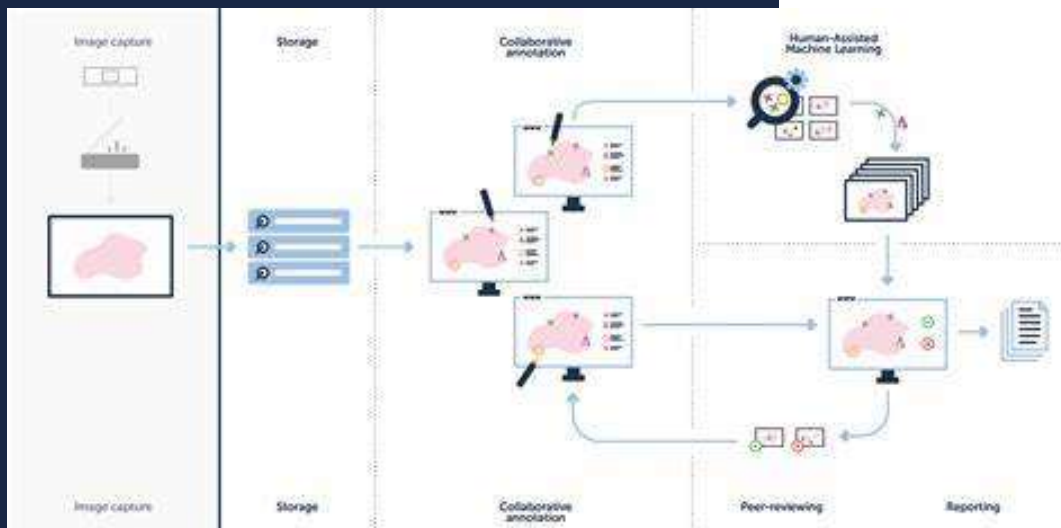 Image capture
Storage
Collaborative
annotation
Human-Assisted
Machine Learning
Image capture
Storage
Collaborative
annotation
Peer-reviewing
Reporting